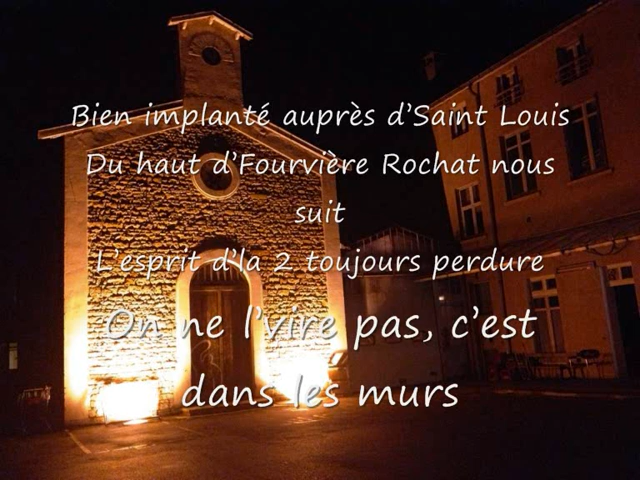 Bien implanté auprès d'Saint Louis
Du haut d'Fourvière Rochat nous
suit
L'esprit d'la 2 toujours perdure
On ne l'vire pas, c'est
dans les murs